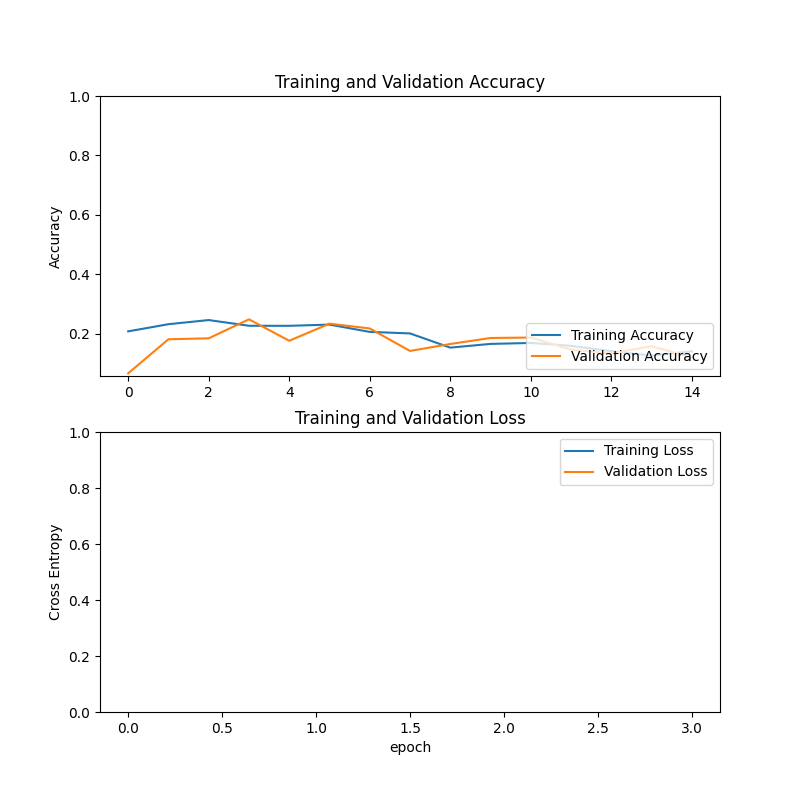 Training and Validation Accuracy
1.0
0.8
0.6
0.4
0.2
Accuracy
Training Accuracy
Validation Accuracy
0 2 4 6 8 10 12 14
Training and Validation Loss
1.0
0.8
0.6
0.4
0.2
0.0
Cross Entropy
Training Loss
Validation Loss
0.0 0.5 1.0 1.5 2.0 2.5 3.0
epoch